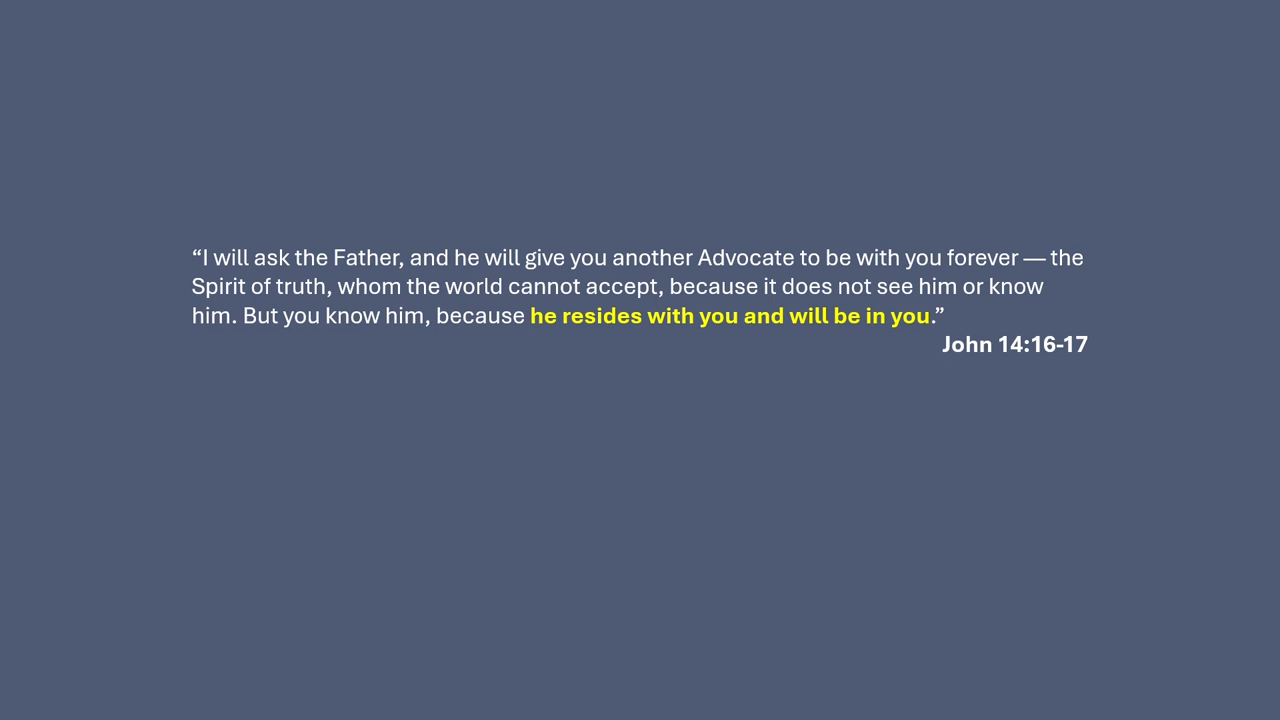 “I will ask the Father, and he will give you another Advocate to be with you forever — the
Spirit of truth, whom the world cannot accept, because it does not see him or know
him. But you know him, because he resides with you and will be in you.”
John 14:16-17